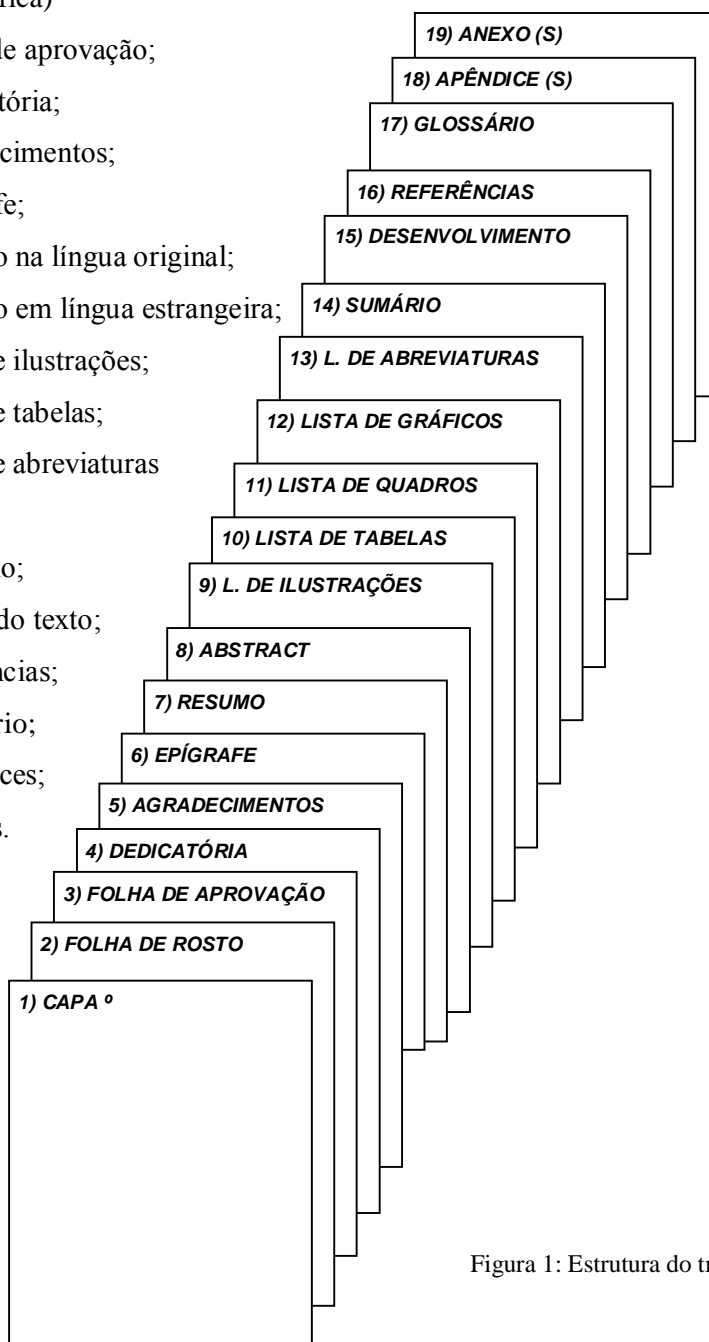 rica)
de aprovação;
tória;
cimentos;
fe;
o na língua original;
o em língua estrangeira;
e ilustrações;
e tabelas;
e abreviaturas
o;
do texto;
ncias;
rio;
ces;
s.
19) ANEXO (S)
18) APÊNDICE (S)
17) GLOSSÁRIO
16) REFERÊNCIAS
15) DESENVOLVIMENTO
14) SUMÁRIO
13) L. DE ABREVIATURAS
12) LISTA DE GRÁFICOS
11) LISTA DE QUADROS
10) LISTA DE TABELAS
9) L. DE ILUSTRAÇÕES
8) ABSTRACT
7) RESUMO
6) EPÍGRAFE
5) AGRADECIMENTOS
4) DEDICATÓRIA
3) FOLHA DE APROVAÇÃO
2) FOLHA DE ROSTO
1) CAPA º
Figura 1: Estrutura do tr